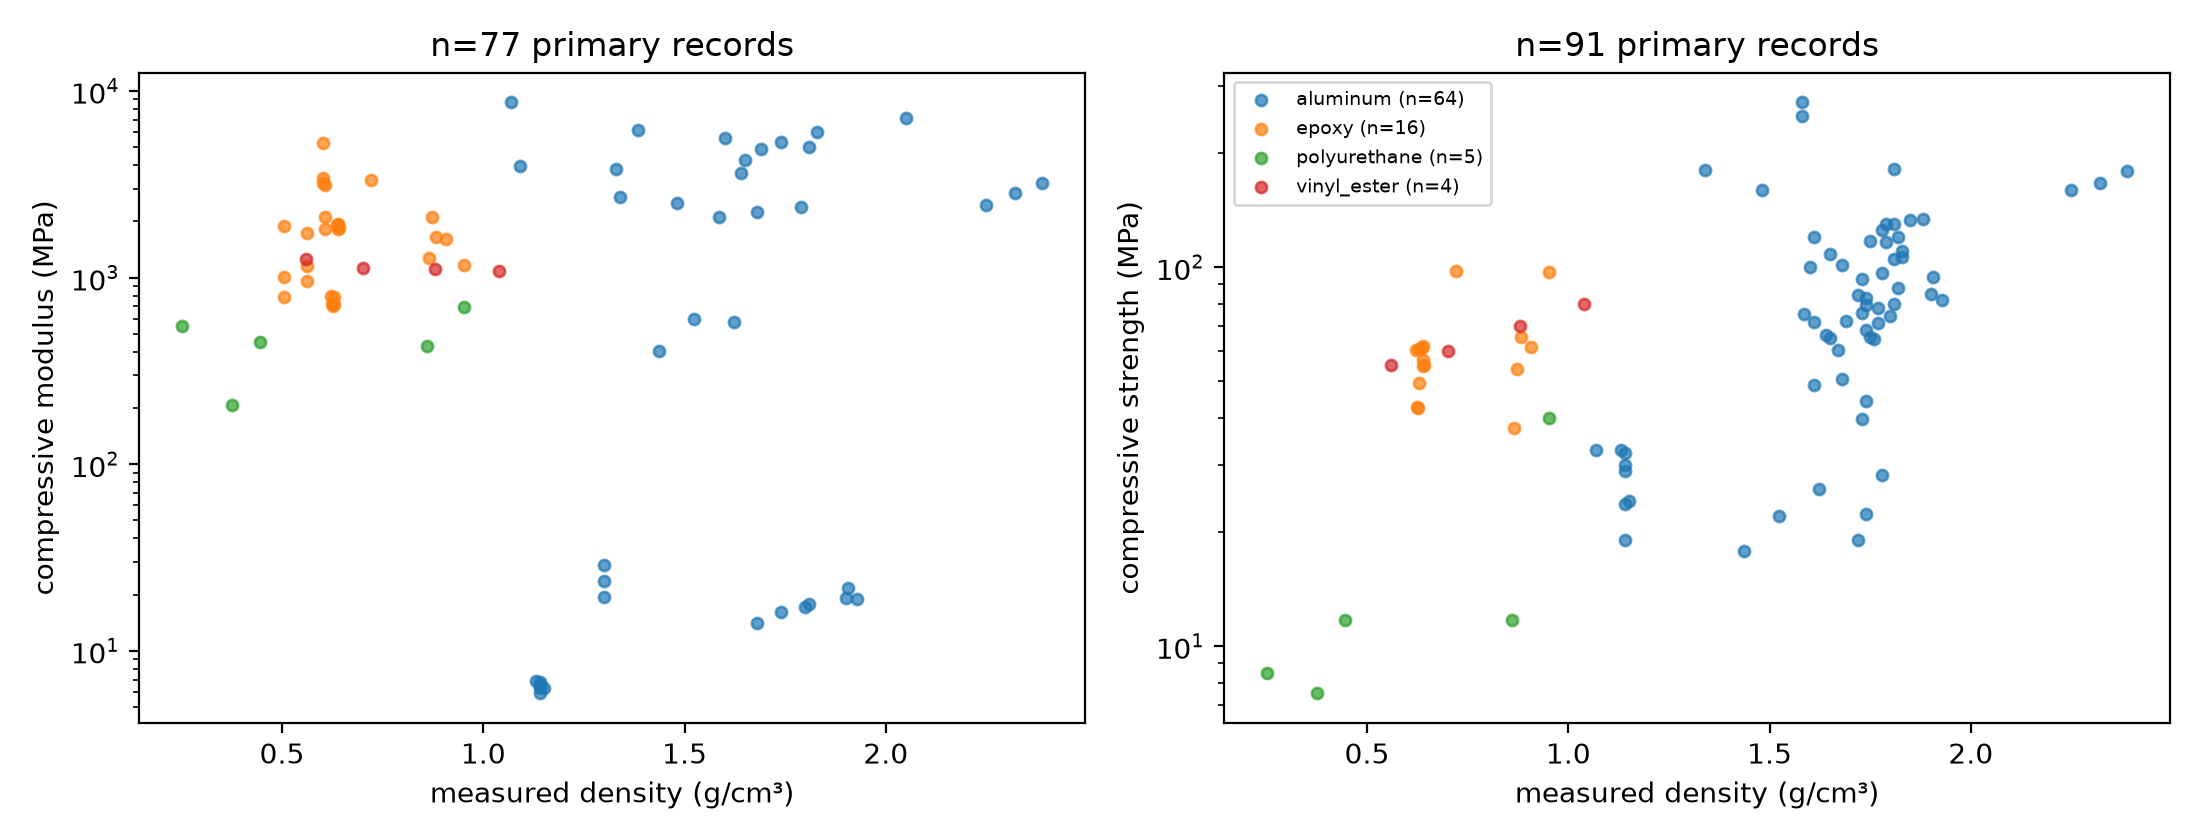 n=77 primary records
compressive modulus (MPa)
10⁴
10³
10²
10¹
0.5 1.0 1.5 2.0
measured density (g/cm³)
n=91 primary records
aluminum (n=64)
epoxy (n=16)
polyurethane (n=5)
vinyl_ester (n=4)
compressive strength (MPa)
10²
10¹
0.5 1.0 1.5 2.0
measured density (g/cm³)